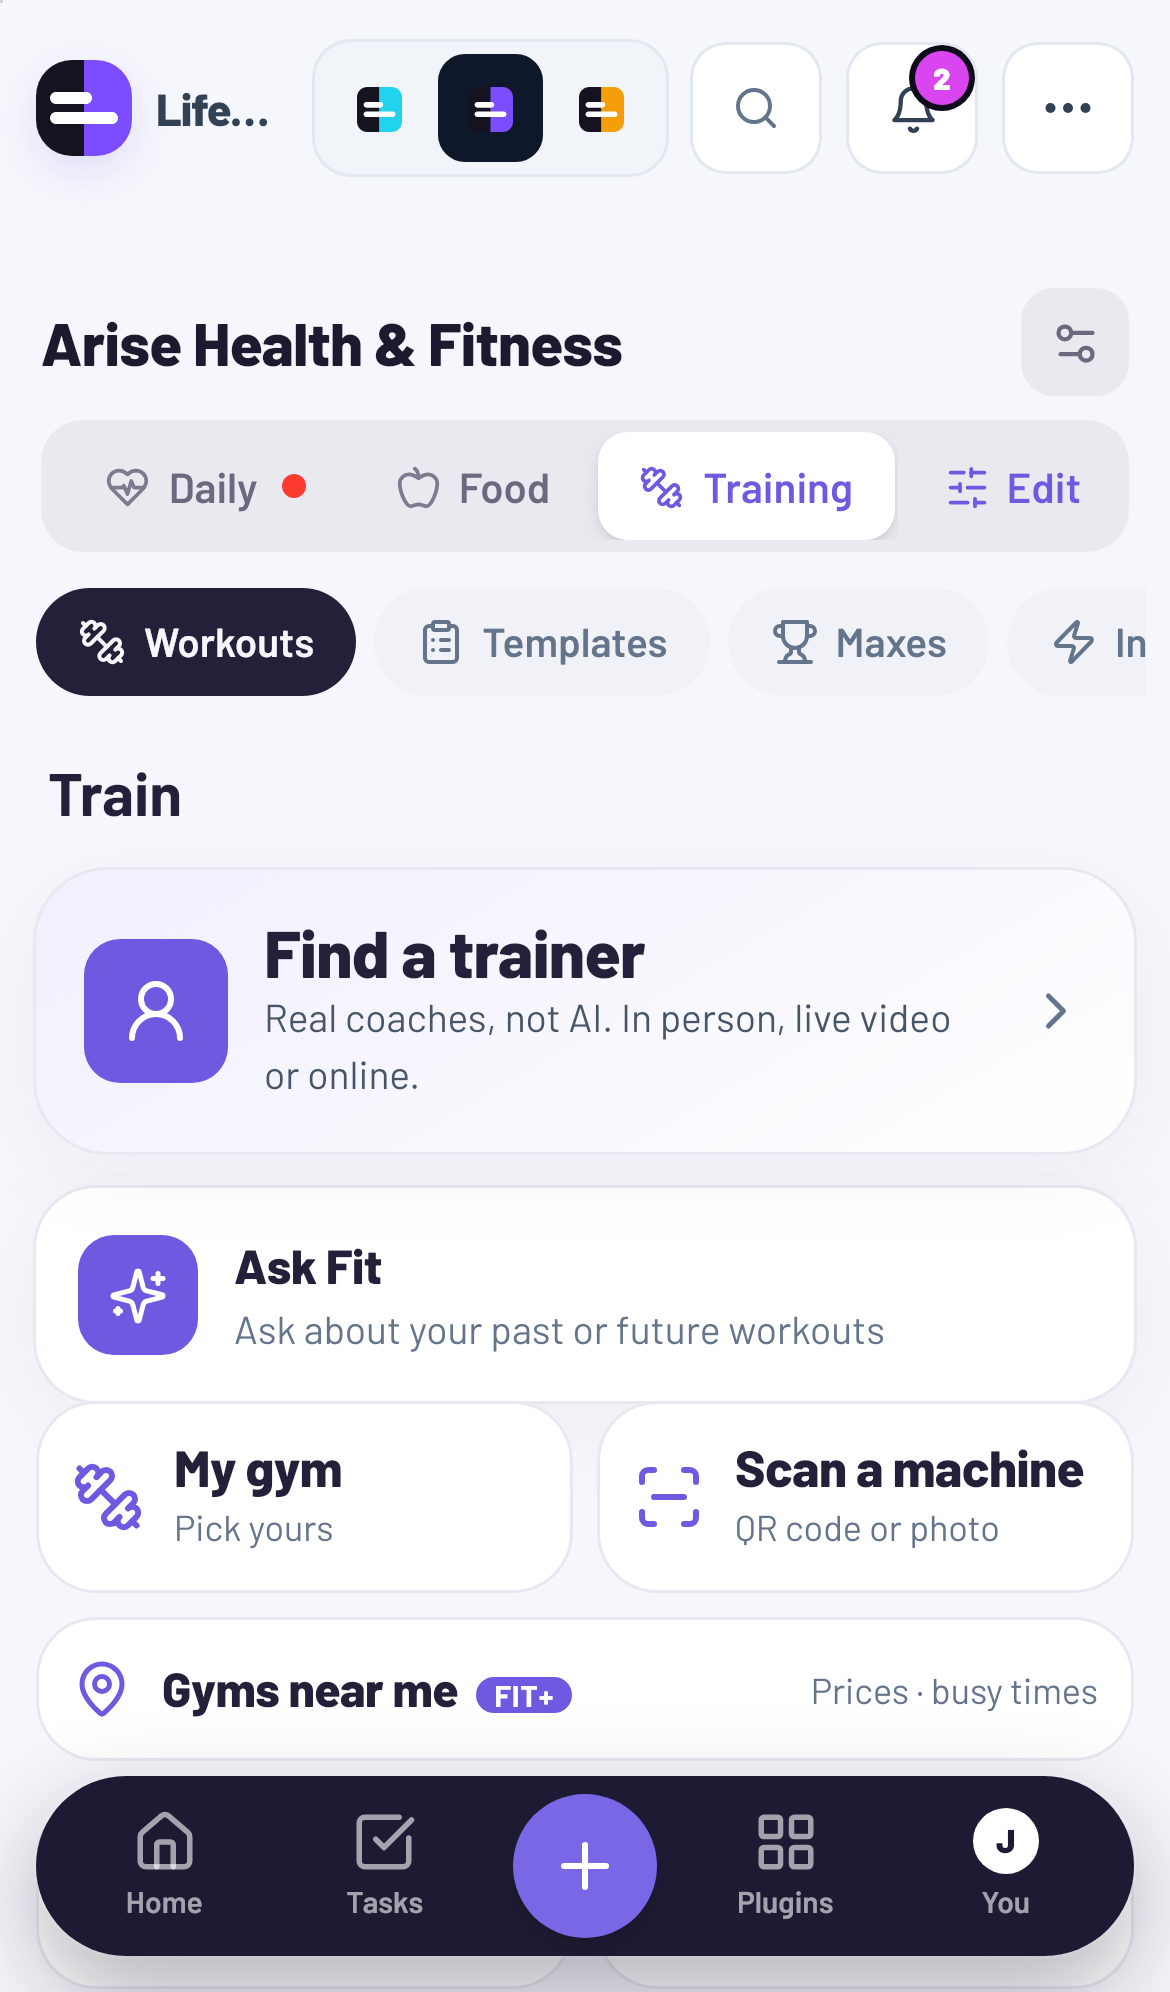 Life...
2
Arise Health & Fitness
Daily
Food
Training
Edit
Workouts
Templates
Maxes
In
Train
Find a trainer
Real coaches, not AI. In person, live video
or online.
Ask Fit
Ask about your past or future workouts
My gym
Pick yours
Scan a machine
QR code or photo
Gyms near me FIT+
Prices · busy times
Home
Tasks
Plugins
J
You